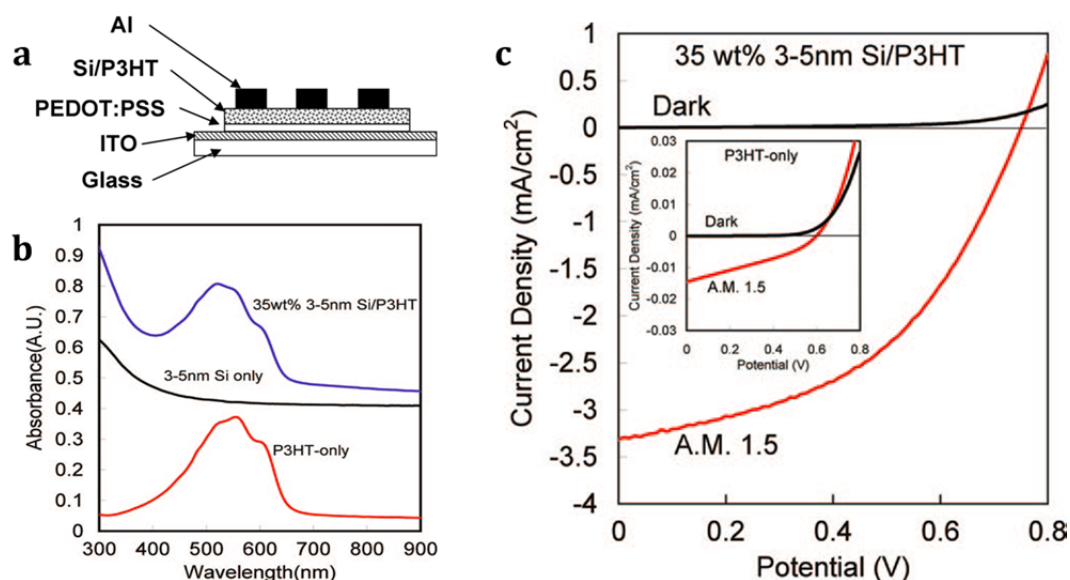 a
Al
Si/P3HT
PEDOT:PSS
ITO
Glass
b
1
0.9
0.8
0.7
0.6
0.5
0.4
0.3
0.2
0.1
0
300 400 500 600 700 800 900
Absorbance(A.U.)
Wavelength(nm)
35wt% 3-5nm Si/P3HT
3-5nm Si only
P3HT-only
c
35 wt% 3-5nm Si/P3HT
Dark
A.M. 1.5
1
0.5
0
-0.5
-1
-1.5
-2
-2.5
-3
-3.5
-4
0 0.2 0.4 0.6 0.8
Current Density (mA/cm²)
Potential (V)
P3HT-only
Dark
A.M. 1.5
0.03
0.02
0.01
0
-0.01
-0.02
-0.03
0 0.2 0.4 0.6 0.8
Current Density (mA/cm²)
Potential (V)